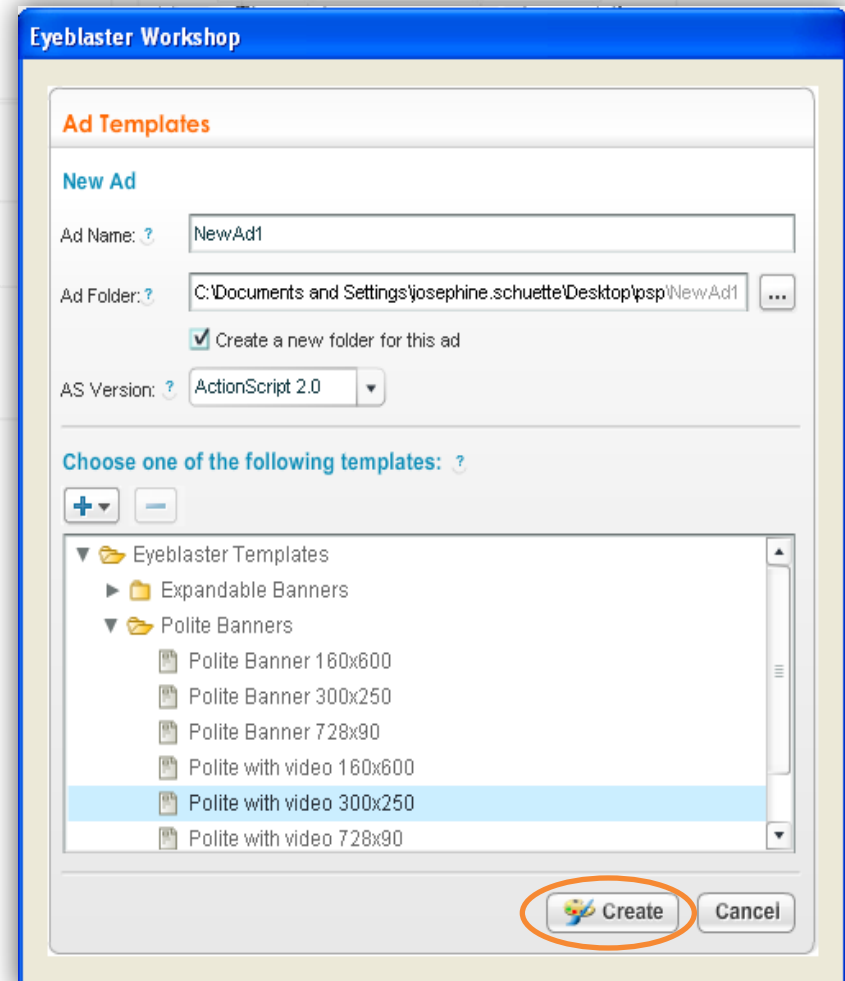 Eyeblaster Workshop
Ad Templates
New Ad
Ad Name: ? NewAd1
Ad Folder: ? C:\Documents and Settings\josephine.schuette\Desktop\psp\NewAd1 ...
Create a new folder for this ad
AS Version: ? ActionScript 2.0
Choose one of the following templates: ?
Eyeblaster Templates
Expandable Banners
Polite Banners
Polite Banner 160x600
Polite Banner 300x250
Polite Banner 728x90
Polite with video 160x600
Polite with video 300x250
Polite with video 728x90
Create Cancel